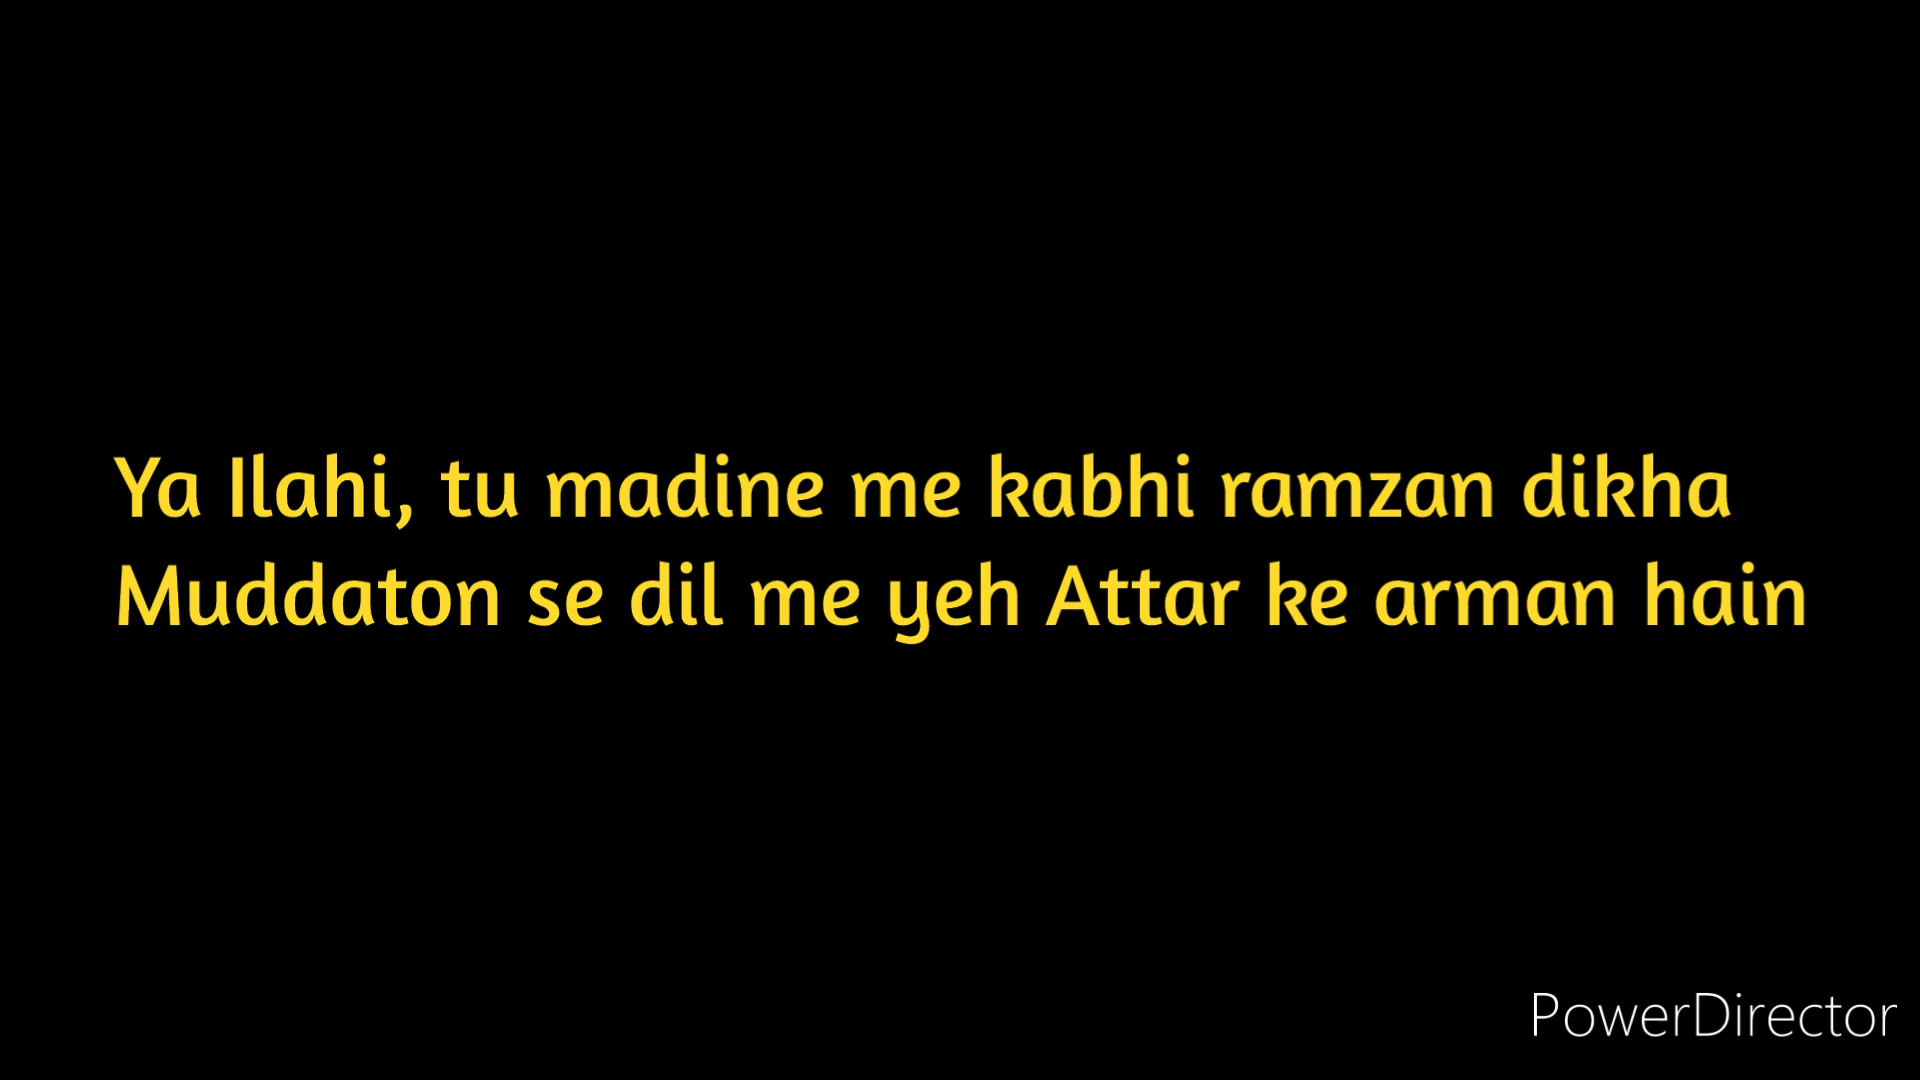 Ya Ilahi, tu madine me kabhi ramzan dikha
Muddaton se dil me yeh Attar ke arman hain
PowerDirector